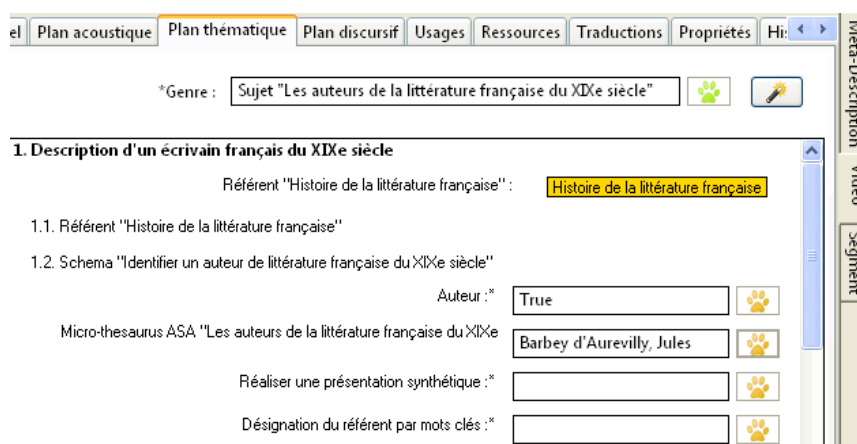 el Plan acoustique Plan thématique Plan discursif Usages Ressources Traductions Propriétés Hi:
*Genre : Sujet "Les auteurs de la littérature française du XIXe siècle"
1. Description d'un écrivain français du XIXe siècle
Référent "Histoire de la littérature française" : Histoire de la littérature française
1.1. Référent "Histoire de la littérature française"
1.2. Schema "Identifier un auteur de littérature française du XIXe siècle"
Auteur :* True
Micro-thesaurus ASA "Les auteurs de la littérature française du XIXe Barbey d'Aurevilly, Jules
Réaliser une présentation synthétique :*
Désignation du référent par mots clés :*
Méta-Description
Vidéo
Segment